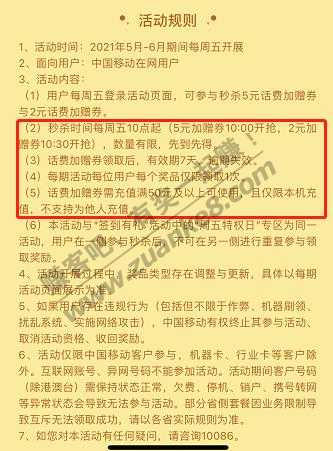 活动规则
1、活动时间：2021年5月-6月期间每周五开展
2、面向用户：中国移动在网用户
3、活动内容：
（1）用户每周五登录活动页面，可参与秒杀5元话费加赠券
与2元话费加赠券。
（2）秒杀时间每周五10点起（5元加赠券10:00开抢，2元加
赠券10:30开抢），数量有限，先到先得。
（3）话费加赠券领取后，有效期7天，逾期失效。
（4）每期活动每位用户每个奖品仅限领取1次。
（5）话费加赠券需充值满50元及以上可使用，且仅限本机充
值，不支持为他人充值。
（6）本活动与“签到有礼”活动中的“周五特权日”专区为同一
活动，用户在一侧参与秒杀后，不可在另一侧进行重复参与领
取奖励。
4、活动开展过程中，奖品类型存在调整与更新，具体以每期
活动页面展示为准。
5、如果用户存在违规行为（包括但不限于作弊、机器刷领、
扰乱系统、实施网络攻击），中国移动有权终止其参与活动、
取消活动资格、收回奖励。
6、活动仅限中国移动客户参与，机器卡、行业卡等客户除
外。互联网账号、异网号码不能参加活动。活动期间客户号码
（除港澳台）需保持状态正常，欠费、停机、销户、携号转网
等异常状态会导致无法参与活动。部分省侧套餐因业务限制导
致互斥无法领取成功，请以各省实际规则为准。
7、如您对本活动有任何疑问，请咨询10086。
www.zuanke8.com